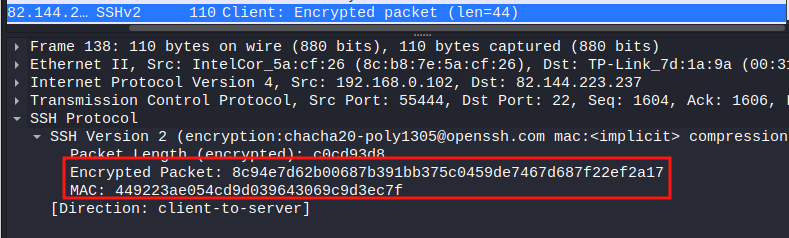 82.144.2… SSHv2 110 Client: Encrypted packet (len=44)
Frame 138: 110 bytes on wire (880 bits), 110 bytes captured (880 bits)
Ethernet II, Src: IntelCor_5a:cf:26 (8c:b8:7e:5a:cf:26), Dst: TP-Link_7d:1a:9a (00:31
Internet Protocol Version 4, Src: 192.168.0.102, Dst: 82.144.223.237
Transmission Control Protocol, Src Port: 55444, Dst Port: 22, Seq: 1604, Ack: 1606,
SSH Protocol
SSH Version 2 (encryption:chacha20-poly1305@openssh.com mac:<implicit> compression
Packet Length (encrypted): c0cd93d8
Encrypted Packet: 8c94e7d62b00687b391bb375c0459de7467d687f22ef2a17
MAC: 449223ae054cd9d039643069c9d3ec7f
[Direction: client-to-server]